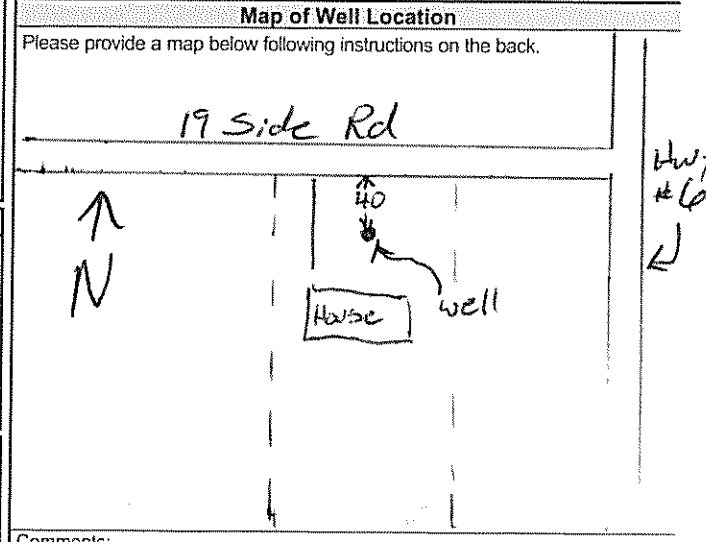 Map of Well Location
Please provide a map below following instructions on the back.
19 Side Rd
#6
40
N
House
well
Comments: